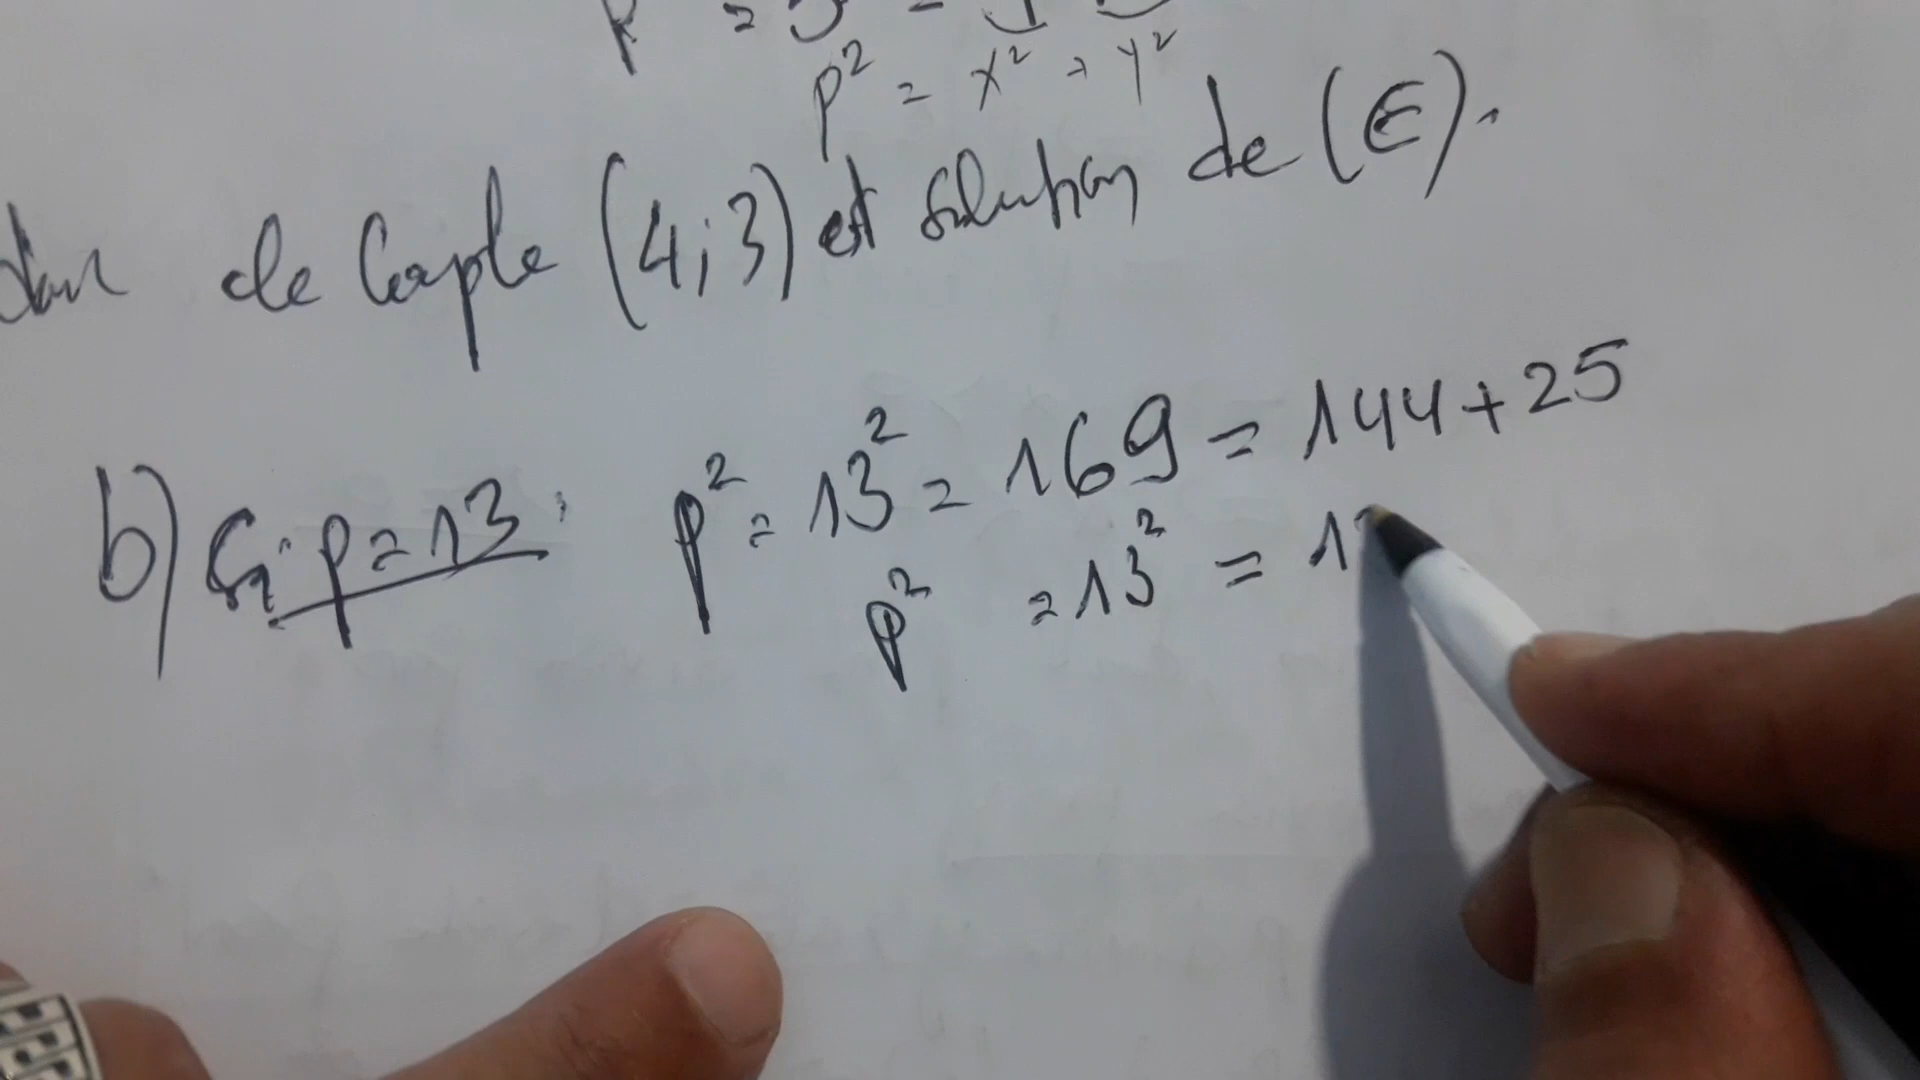 p² = x² + y²
donc le couple (4;3) est solution de (E).
b) Si p=13: p² = 13² = 169 = 144+25
p² = 13² = 1